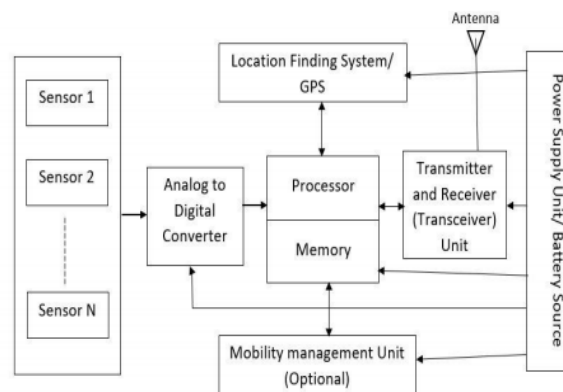 Antenna
Sensor 1
Sensor 2
Sensor N
Analog to
Digital
Converter
Location Finding System/
GPS
Processor
Memory
Transmitter
and Receiver
(Transceiver)
Unit
Mobility management Unit
(Optional)
Power Supply Unit/ Battery Source